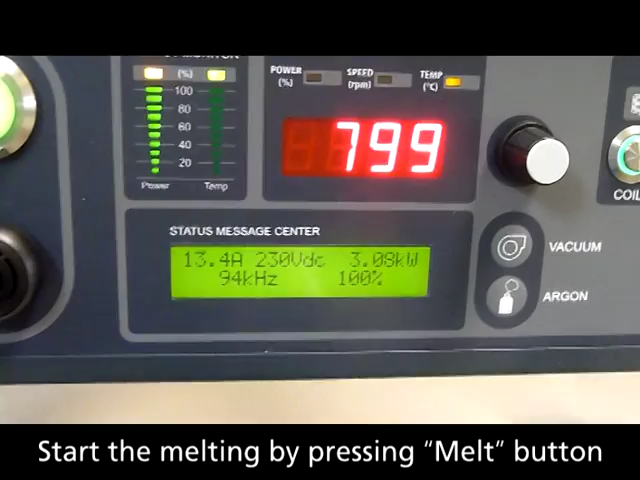 MONITOR
(%)
100
80
60
40
20
Power Temp
POWER (%)
SPEED (rpm)
TEMP (°C)
799
STATUS MESSAGE CENTER
13.4A 230Vdc 3.08kW
94kHz 100%
VACUUM
ARGON
COIL
Start the melting by pressing “Melt” button